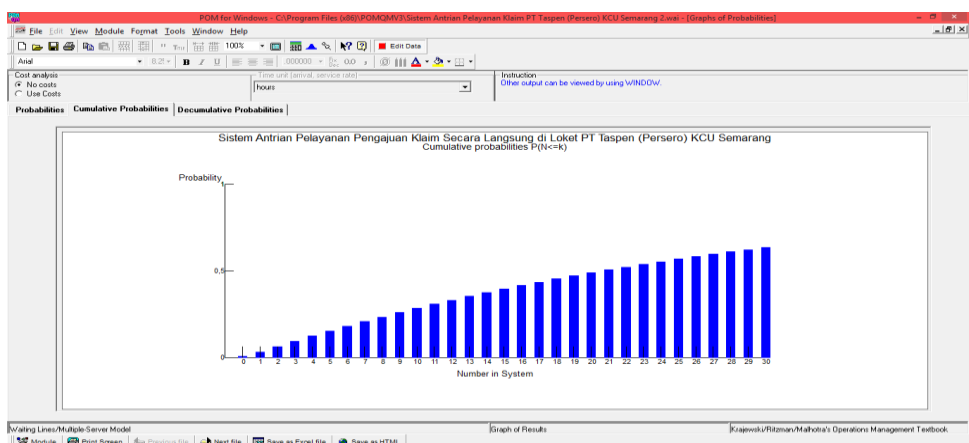 POM for Windows - C:\Program Files (x86)\POMQMV3\Sistem Antrian Pelayanan Klaim PT Taspen (Persero) KCU Semarang 2.wai - [Graphs of Probabilities]
File Edit View Module Format Tools Window Help
100% Edit Data
Arial 8.2! B I U .000000 0.0 ,
Cost analysis
No costs
Use Costs
Time unit (arrival, service rate)
hours
Instruction
Other output can be viewed by using WINDOW.
Probabilities Cumulative Probabilities Decumulative Probabilities
Sistem Antrian Pelayanan Pengajuan Klaim Secara Langsung di Loket PT Taspen (Persero) KCU Semarang
Cumulative probabilities P(N<=k)
Probability
1
0,5
0
0 1 2 3 4 5 6 7 8 9 10 11 12 13 14 15 16 17 18 19 20 21 22 23 24 25 26 27 28 29 30
Number in System
Waiting Lines/Multiple-Server Model Graph of Results Krajewski/Ritzman/Malhotra's Operations Management Textbook
Module Print Screen Previous file Next file Save as Excel file Save as HTML